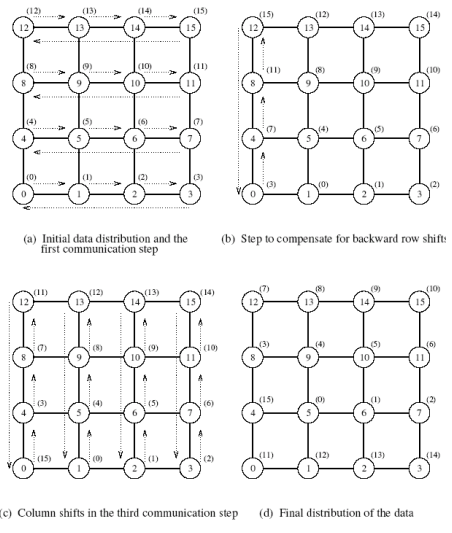 (12) (13) (14) (15)
12 13 14 15
(8) (9) (10) (11)
8 9 10 11
(4) (5) (6) (7)
4 5 6 7
(0) (1) (2) (3)
0 1 2 3
(a) Initial data distribution and the
first communication step
(15) (12) (13) (14)
12 13 14 15
(11) (8) (9) (10)
8 9 10 11
(7) (4) (5) (6)
4 5 6 7
(3) (0) (1) (2)
0 1 2 3
(b) Step to compensate for backward row shifts
(11) (12) (13) (14)
12 13 14 15
(7) (8) (9) (10)
8 9 10 11
(3) (4) (5) (6)
4 5 6 7
(15) (0) (1) (2)
0 1 2 3
(c) Column shifts in the third communication step
(7) (8) (9) (10)
12 13 14 15
(3) (4) (5) (6)
8 9 10 11
(15) (0) (1) (2)
4 5 6 7
(11) (12) (13) (14)
0 1 2 3
(d) Final distribution of the data